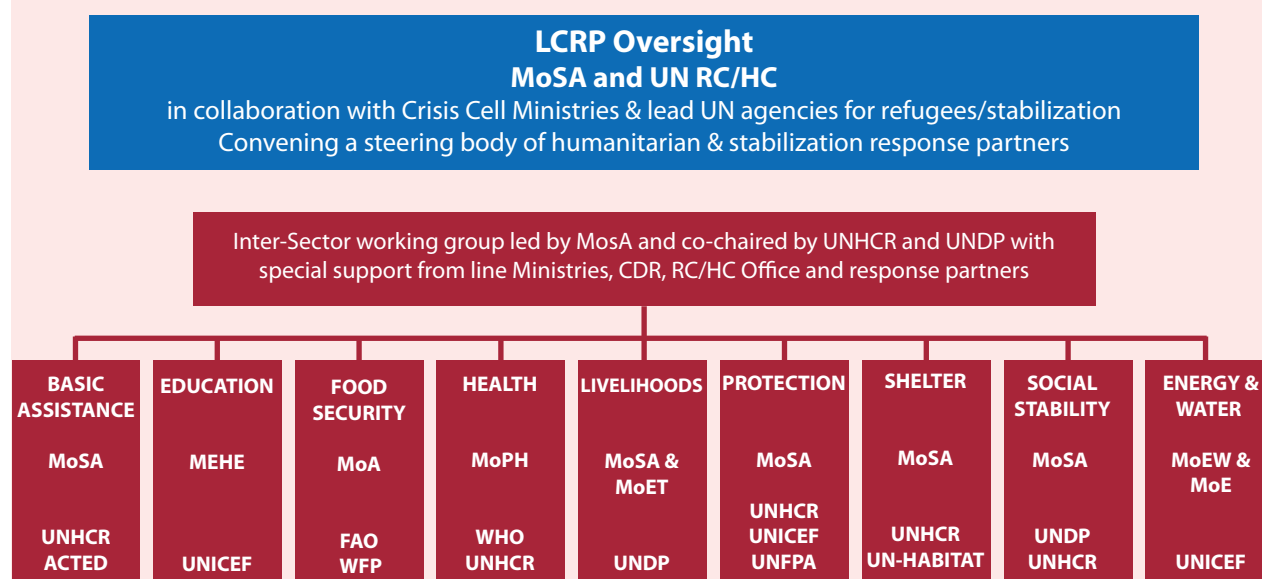 LCRP Oversight
MoSA and UN RC/HC
in collaboration with Crisis Cell Ministries & lead UN agencies for refugees/stabilization
Convening a steering body of humanitarian & stabilization response partners
Inter-Sector working group led by MosA and co-chaired by UNHCR and UNDP with
special support from line Ministries, CDR, RC/HC Office and response partners
BASIC
ASSISTANCE
MoSA
UNHCR
ACTED
EDUCATION
MEHE
UNICEF
FOOD
SECURITY
MoA
FAO
WFP
HEALTH
MoPH
WHO
UNHCR
LIVELIHOODS
MoSA &
MoET
UNDP
PROTECTION
MoSA
UNHCR
UNICEF
UNFPA
SHELTER
MoSA
UNHCR
UN-HABITAT
SOCIAL
STABILITY
MoSA
UNDP
UNHCR
ENERGY &
WATER
MoEW &
MoE
UNICEF